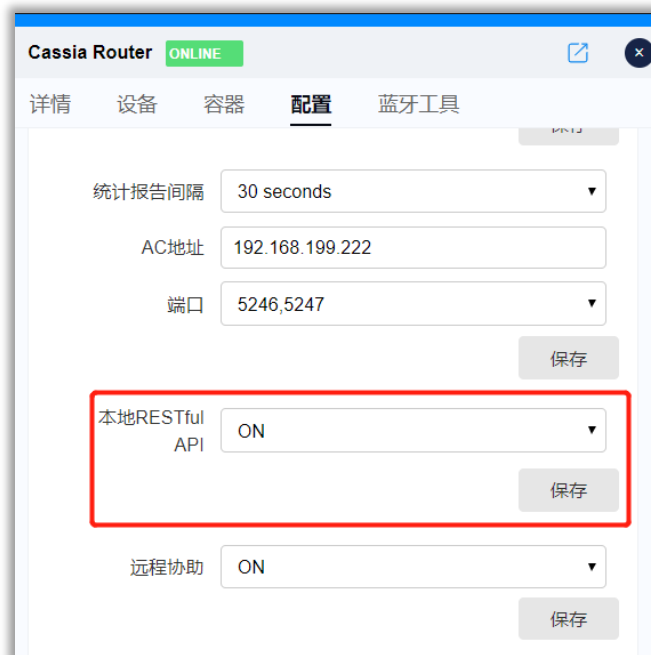 Cassia Router ONLINE
详情 设备 容器 配置 蓝牙工具
保存
统计报告间隔 30 seconds
AC地址 192.168.199.222
端口 5246,5247
保存
本地RESTful
API
ON
保存
远程协助 ON
保存